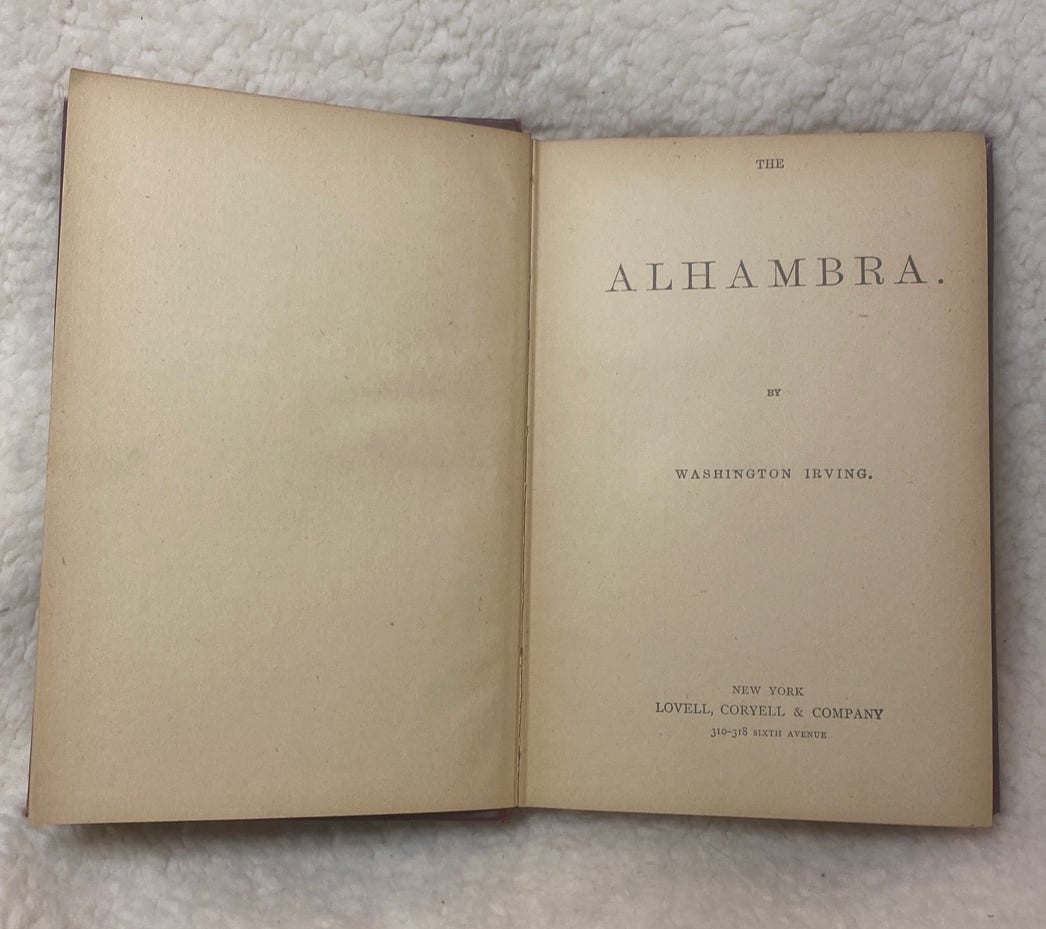 THE
ALHAMBRA.
BY
WASHINGTON IRVING.
NEW YORK
LOVELL, CORYELL & COMPANY
310-318 SIXTH AVENUE